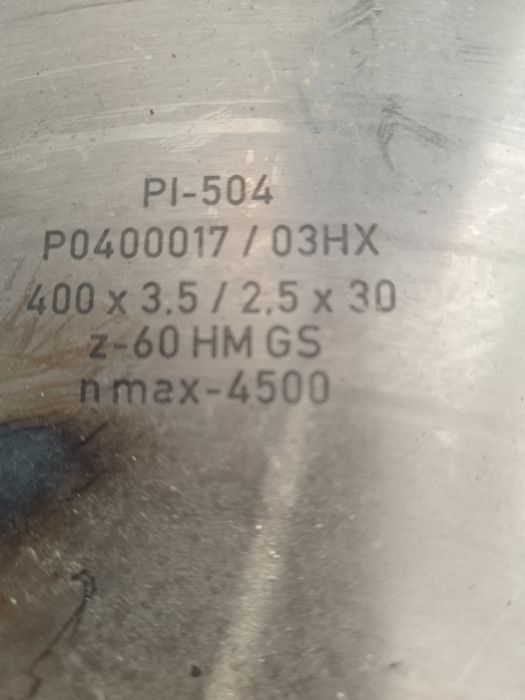 PI-504
P0400017 / 03HX
400 x 3,5 / 2,5 x 30
z-60 HM GS
n max-4500